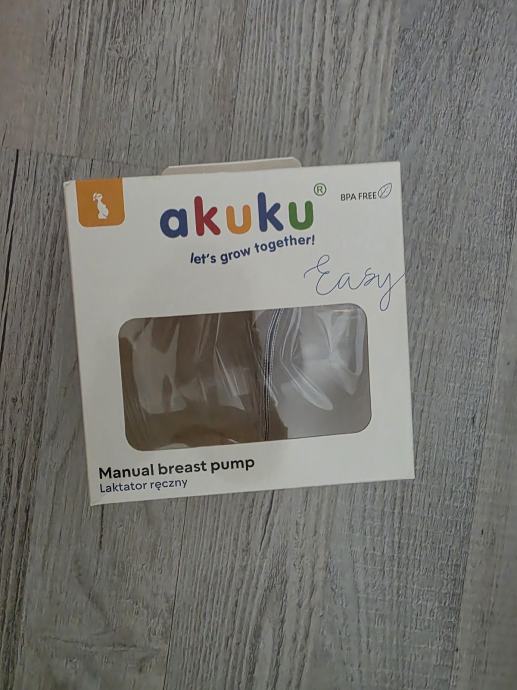 akuku®
BPA FREE
let's grow together!
Easy
Manual breast pump
Laktator ręczny